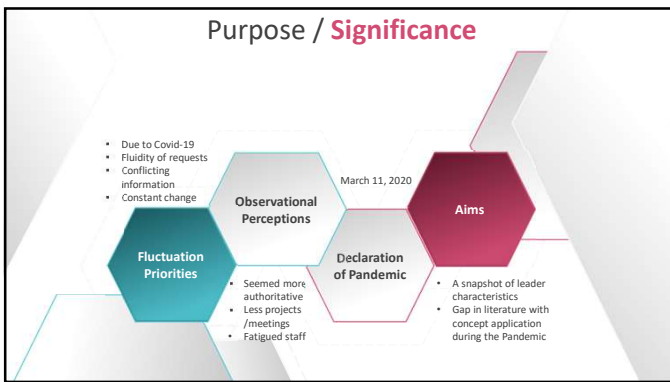 Purpose / Significance
▪ Due to Covid-19
▪ Fluidity of requests
▪ Conflicting
information
▪ Constant change
Fluctuation
Priorities
Observational
Perceptions
▪ Seemed more
authoritative
▪ Less projects
/meetings
▪ Fatigued staff
March 11, 2020
Declaration
of Pandemic
Aims
• A snapshot of leader
characteristics
• Gap in literature with
concept application
during the Pandemic